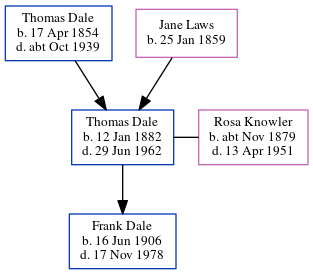 Thomas Dale
b. 17 Apr 1854
d. abt Oct 1939
Jane Laws
b. 25 Jan 1859
Thomas Dale
b. 12 Jan 1882
d. 29 Jun 1962
Rosa Knowler
b. abt Nov 1879
d. 13 Apr 1951
Frank Dale
b. 16 Jun 1906
d. 17 Nov 1978